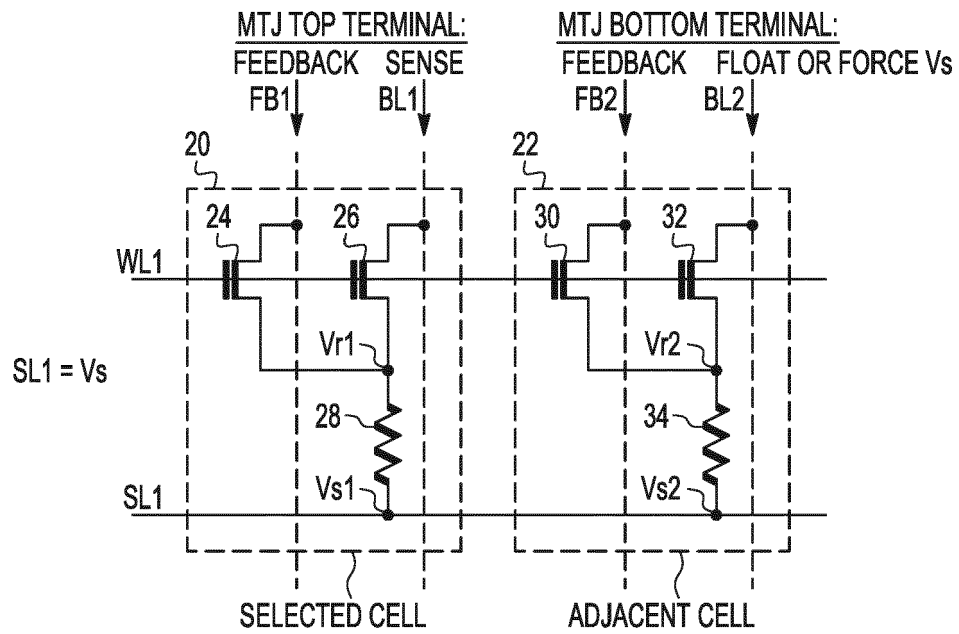 MTJ TOP TERMINAL: MTJ BOTTOM TERMINAL:
FEEDBACK SENSE FEEDBACK FLOAT OR FORCE Vs
FB1 BL1 FB2 BL2
20 22
24 26 30 32
WL1
Vr1 Vr2
SL1 = Vs
28 34
Vs1 Vs2
SL1
SELECTED CELL ADJACENT CELL